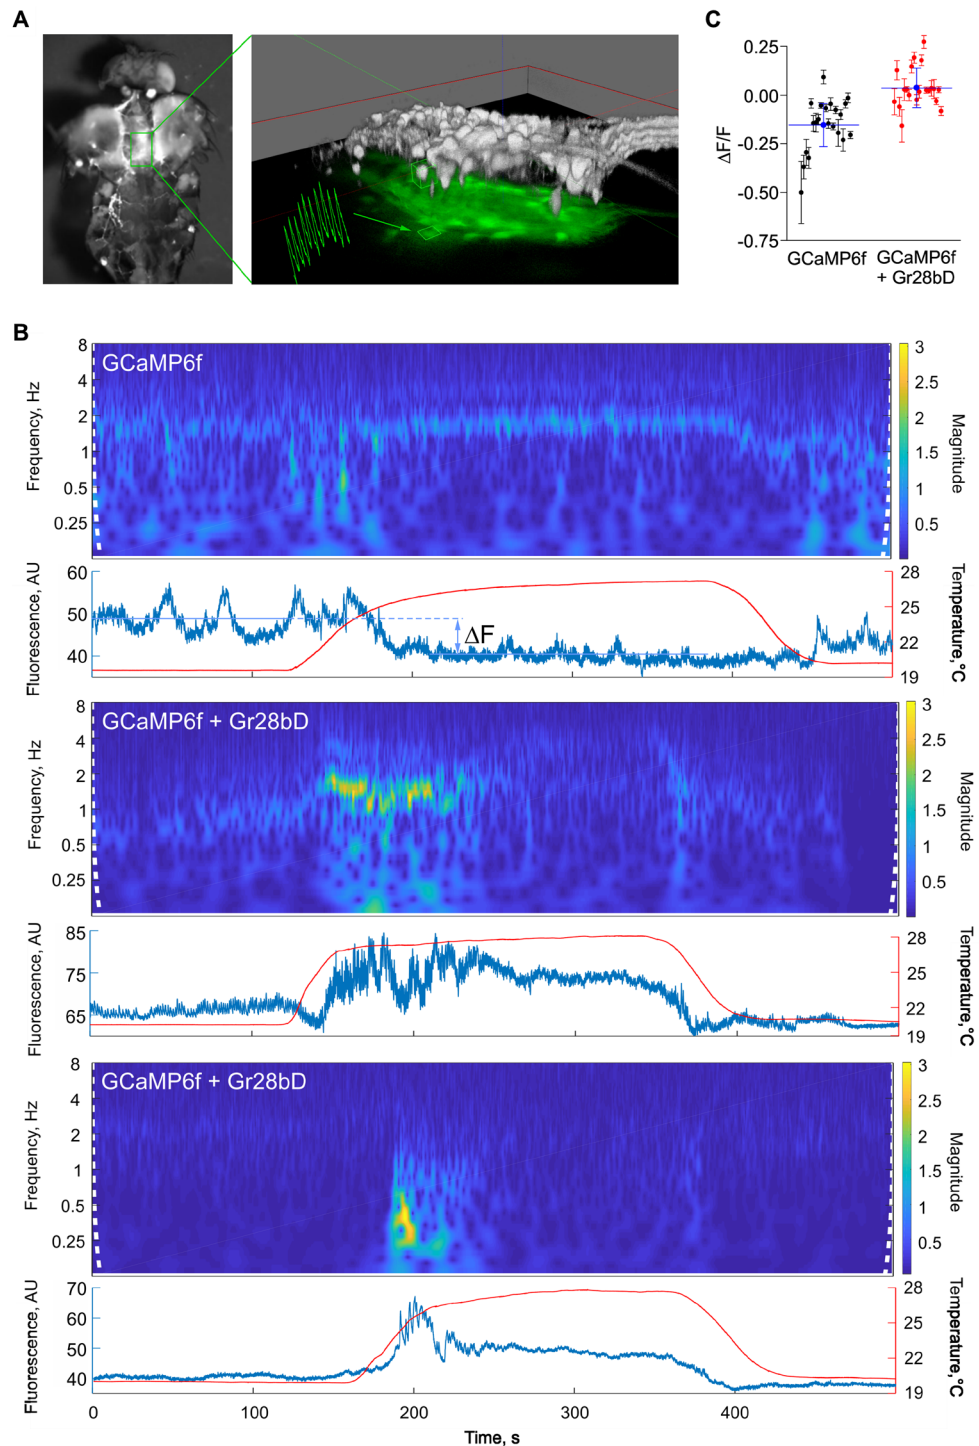 A
C
0.25
0.00
-0.25
-0.50
-0.75
ΔF/F
GCaMP6f
GCaMP6f
+ Gr28bD
B
8
4
2
1
0.5
0.25
Frequency, Hz
GCaMP6f
3
2.5
2
1.5
1
0.5
Magnitude
60
50
40
Fluorescence, AU
ΔF
28
25
22
19
Temperature,°C
8
4
2
1
0.5
0.25
Frequency, Hz
GCaMP6f + Gr28bD
3
2.5
2
1.5
1
0.5
Magnitude
85
75
65
Fluorescence, AU
28
25
22
19
Temperature,°C
8
4
2
1
0.5
0.25
Frequency, Hz
GCaMP6f + Gr28bD
3
2.5
2
1.5
1
0.5
Magnitude
70
60
50
40
Fluorescence, AU
28
25
22
19
Temperature,°C
0 100 200 300 400
Time, s